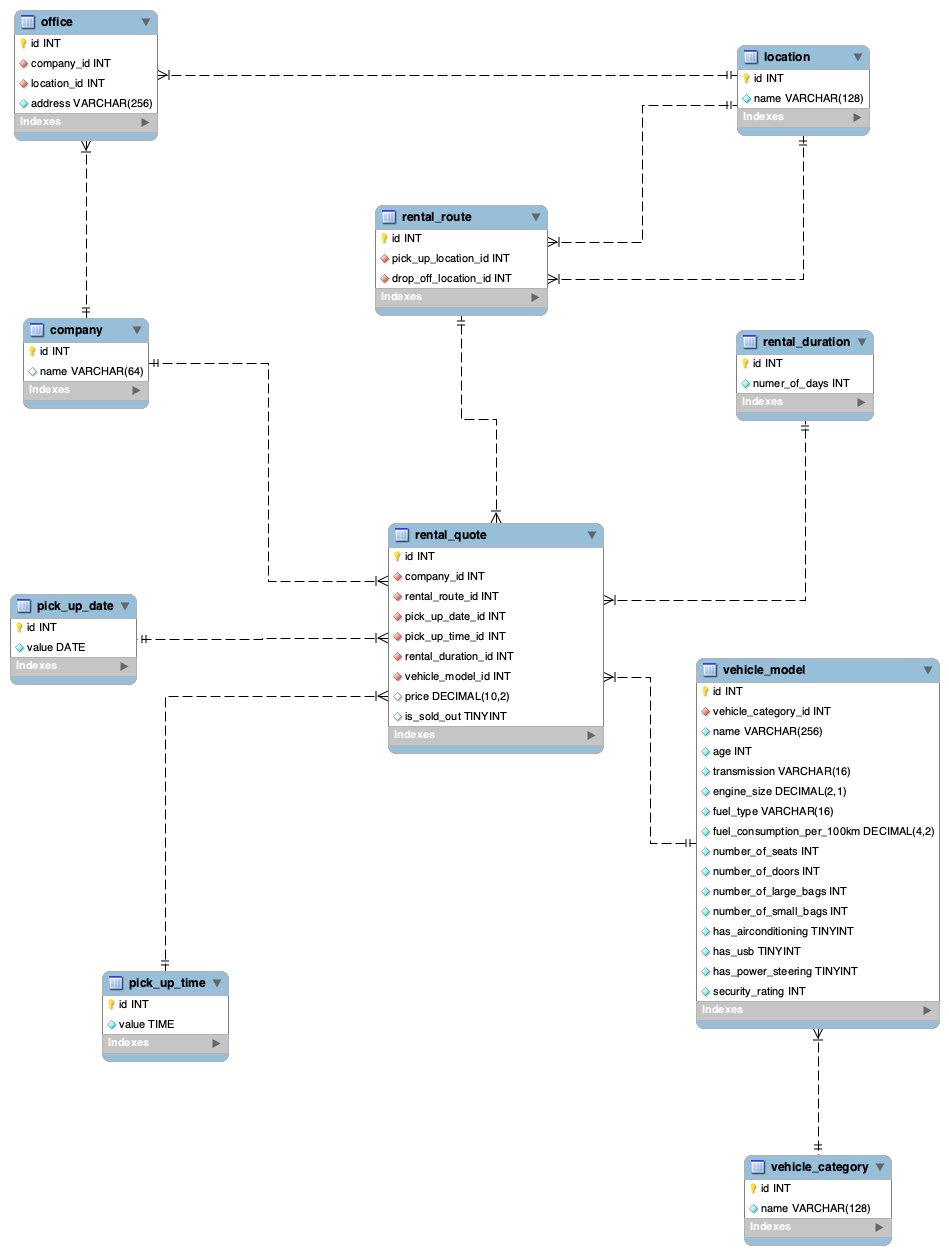 office
id INT
company_id INT
location_id INT
address VARCHAR(256)
Indexes
location
id INT
name VARCHAR(128)
Indexes
rental_route
id INT
pick_up_location_id INT
drop_off_location_id INT
Indexes
company
id INT
name VARCHAR(64)
Indexes
rental_duration
id INT
numer_of_days INT
Indexes
rental_quote
id INT
company_id INT
rental_route_id INT
pick_up_date_id INT
pick_up_time_id INT
rental_duration_id INT
vehicle_model_id INT
price DECIMAL(10,2)
is_sold_out TINYINT
Indexes
pick_up_date
id INT
value DATE
Indexes
vehicle_model
id INT
vehicle_category_id INT
name VARCHAR(256)
age INT
transmission VARCHAR(16)
engine_size DECIMAL(2,1)
fuel_type VARCHAR(16)
fuel_consumption_per_100km DECIMAL(4,2)
number_of_seats INT
number_of_doors INT
number_of_large_bags INT
number_of_small_bags INT
has_airconditioning TINYINT
has_usb TINYINT
has_power_steering TINYINT
security_rating INT
Indexes
pick_up_time
id INT
value TIME
Indexes
vehicle_category
id INT
name VARCHAR(128)
Indexes